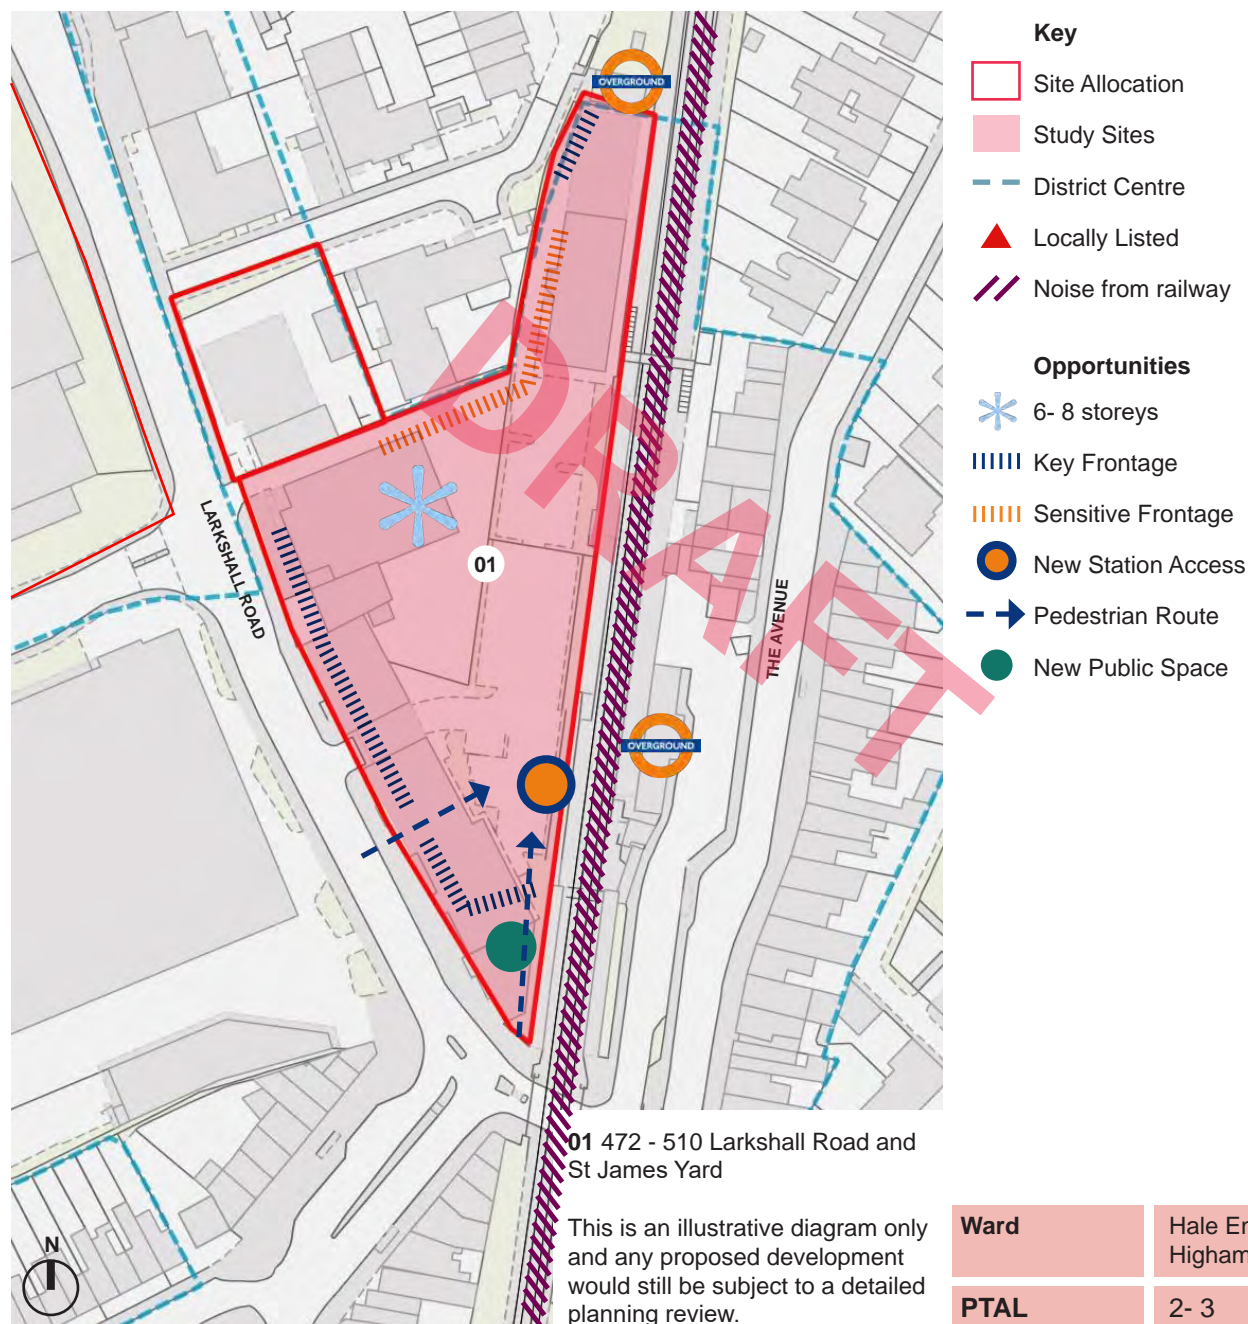 Key
Site Allocation
Study Sites
District Centre
Locally Listed
Noise from railway
Opportunities
6- 8 storeys
Key Frontage
Sensitive Frontage
New Station Access
Pedestrian Route
New Public Space
OVERGROUND
DRAFT
LARKSHALL ROAD
01
THE AVENUE
OVERGROUND
N
01 472 - 510 Larkshall Road and
St James Yard
This is an illustrative diagram only
and any proposed development
would still be subject to a detailed
planning review.
Ward
Hale En
Higham
PTAL
2- 3